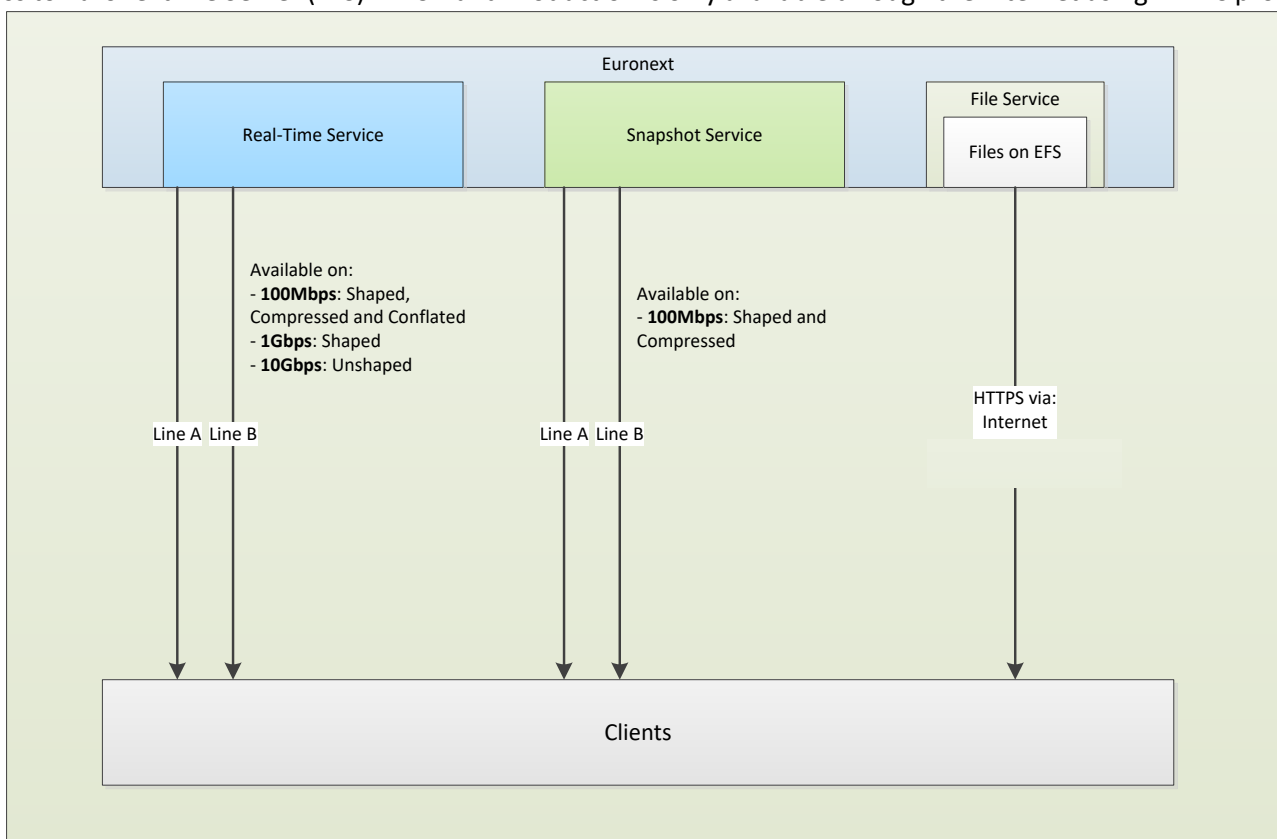 Euronext
Real-Time Service
Snapshot Service
File Service
Files on EFS
Available on:
- 100Mbps: Shaped,
Compressed and Conflated
- 1Gbps: Shaped
- 10Gbps: Unshaped
Available on:
- 100Mbps: Shaped and
Compressed
HTTPS via:
Internet
Line A Line B
Line A Line B
Clients